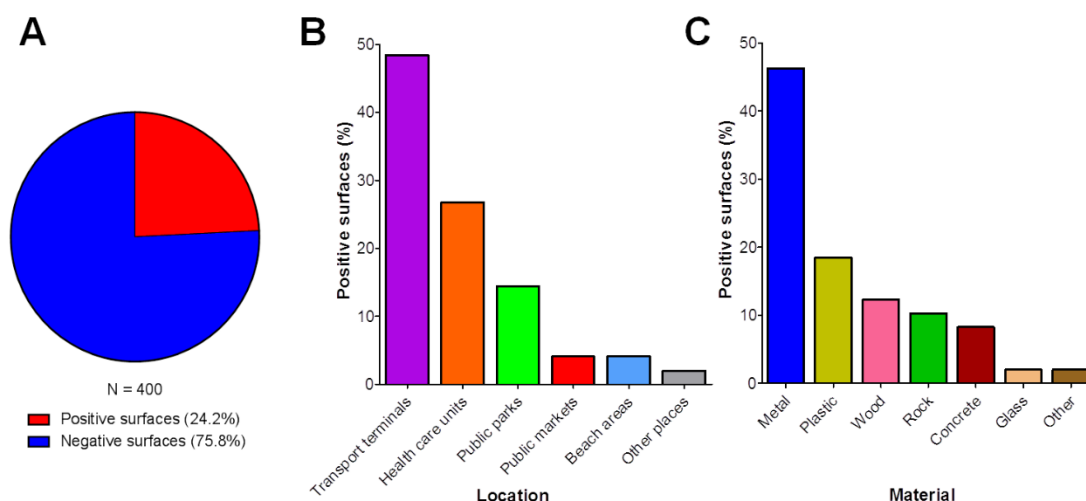 A
N = 400
Positive surfaces (24.2%)
Negative surfaces (75.8%)
B
Positive surfaces (%)
50
40
30
20
10
0
Transport terminals
Health care units
Public parks
Public markets
Beach areas
Other places
Location
C
Positive surfaces (%)
50
40
30
20
10
0
Metal
Plastic
Wood
Rock
Concrete
Glass
Other
Material